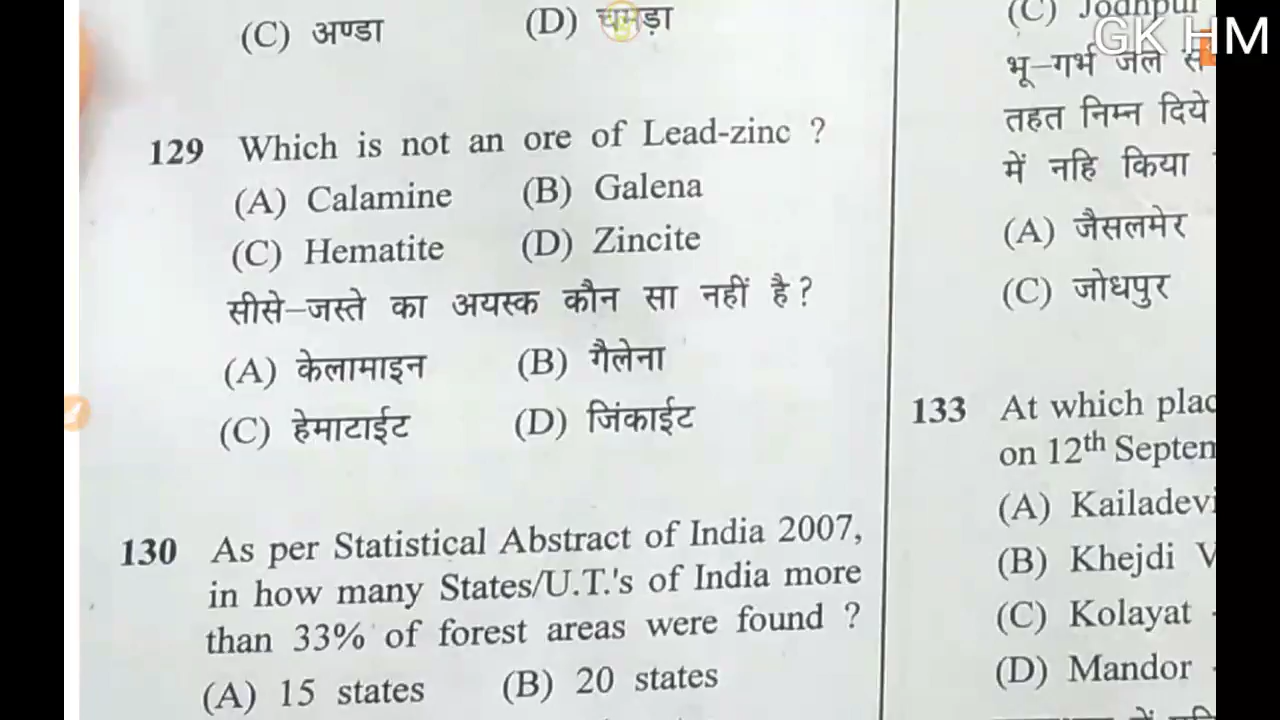 (C) अण्डा (D) चमड़ा
129 Which is not an ore of Lead-zinc ?
(A) Calamine (B) Galena
(C) Hematite (D) Zincite
सीसे–जस्ते का अयस्क कौन सा नहीं है ?
(A) केलामाइन (B) गैलेना
(C) हेमाटाईट (D) जिंकाईट
130 As per Statistical Abstract of India 2007,
in how many States/U.T.'s of India more
than 33% of forest areas were found ?
(A) 15 states (B) 20 states
(C) Jodhpur
GK HM
भू–गर्भ जल
तहत निम्न दिये
में नहि किया
(A) जैसलमेर
(C) जोधपुर
133 At which
on 12th
(A) Kailadevi
(B) Khejdi
(C) Kolayat
(D) Mandor